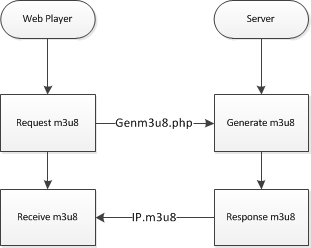 Web Player
Server
Request m3u8
Genm3u8.php
Generate m3u8
Receive m3u8
IP.m3u8
Response m3u8